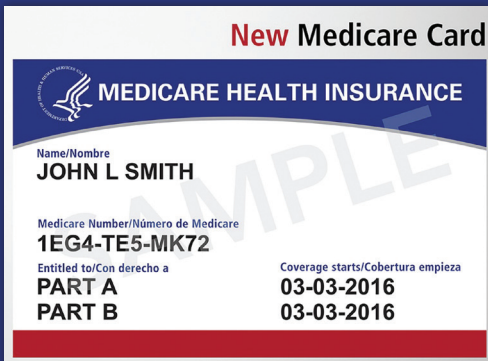 New Medicare Card
MEDICARE HEALTH INSURANCE
Name/Nombre
JOHN L SMITH
Medicare Number/Número de Medicare
1EG4-TE5-MK72
Entitled to/Con derecho a
Coverage starts/Cobertura empieza
PART A
03-03-2016
PART B
03-03-2016
SAMPLE